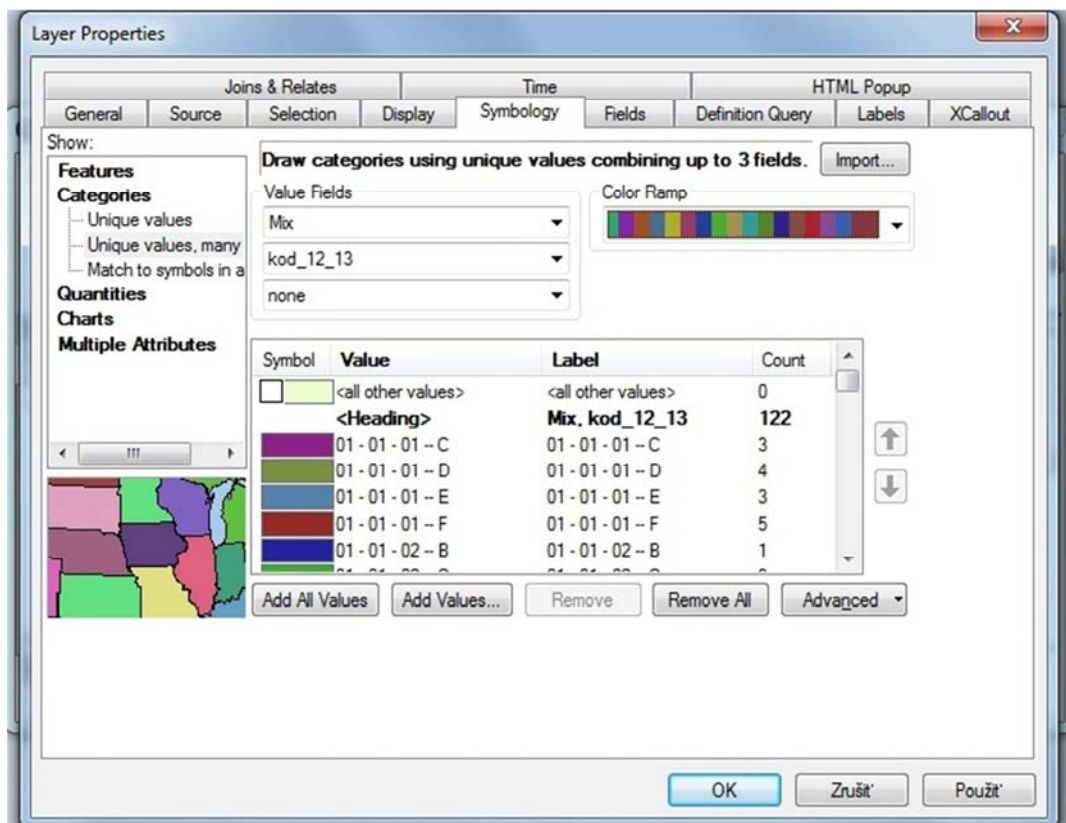 Layer Properties
Joins & Relates Time HTML Popup
General Source Selection Display Symbology Fields Definition Query Labels XCallout
Show:
Features
Categories
Unique values
Unique values, many
Match to symbols in a
Quantities
Charts
Multiple Attributes
Draw categories using unique values combining up to 3 fields.
Import...
Value Fields
Mix
kod_12_13
none
Color Ramp
Symbol Value Label Count
<all other values> <all other values> 0
<Heading> Mix, kod_12_13 122
01 - 01 - 01 -- C 01 - 01 - 01 -- C 3
01 - 01 - 01 -- D 01 - 01 - 01 -- D 4
01 - 01 - 01 -- E 01 - 01 - 01 -- E 3
01 - 01 - 01 -- F 01 - 01 - 01 -- F 5
01 - 01 - 02 -- B 01 - 01 - 02 -- B 1
Add All Values Add Values... Remove Remove All Advanced
OK Zrušiť Použiť